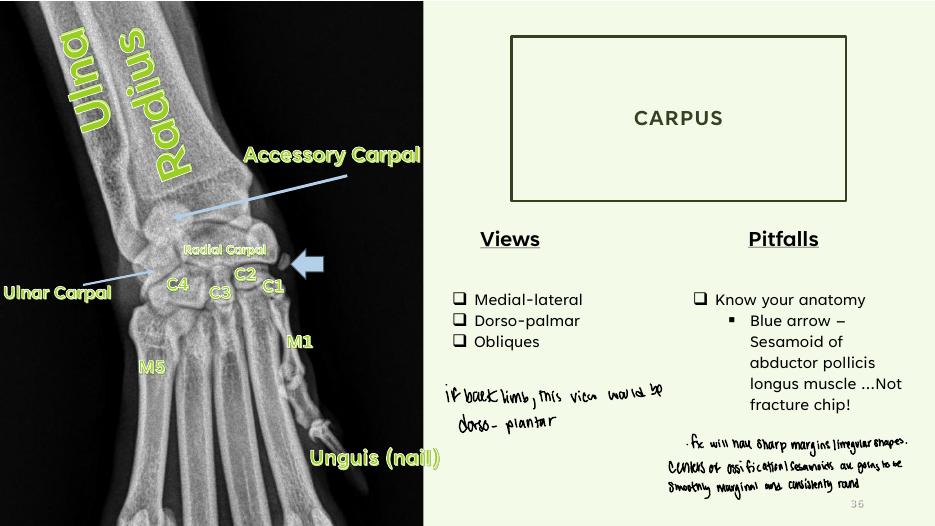 Ulna
Radius
Accessory Carpal
Radial Carpal
Ulnar Carpal
C4
C3
C2
C1
M1
M5
Unguis (nail)
CARPUS
Views
❑ Medial-lateral
❑ Dorso-palmar
❑ Obliques
if back limb, this view would be
dorso-plantar
Pitfalls
❑ Know your anatomy
▪ Blue arrow –
Sesamoid of
abductor pollicis
longus muscle …Not
fracture chip!
· fx will have sharp margins/irregular shapes.
centers of ossification/sesamoids are going to be
smoothly marginal and consistently round
36